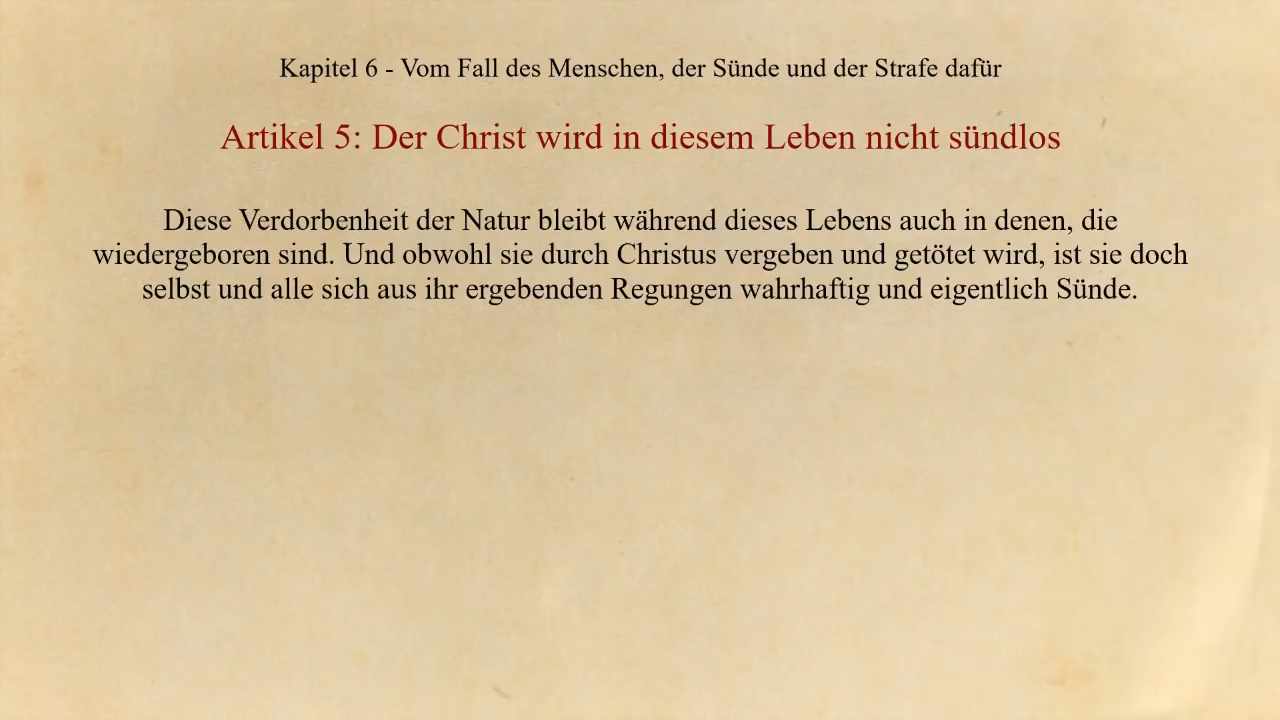 Kapitel 6 - Vom Fall des Menschen, der Sünde und der Strafe dafür
Artikel 5: Der Christ wird in diesem Leben nicht sündlos
Diese Verdorbenheit der Natur bleibt während dieses Lebens auch in denen, die
wiedergeboren sind. Und obwohl sie durch Christus vergeben und getötet wird, ist sie doch
selbst und alle sich aus ihr ergebenden Regungen wahrhaftig und eigentlich Sünde.